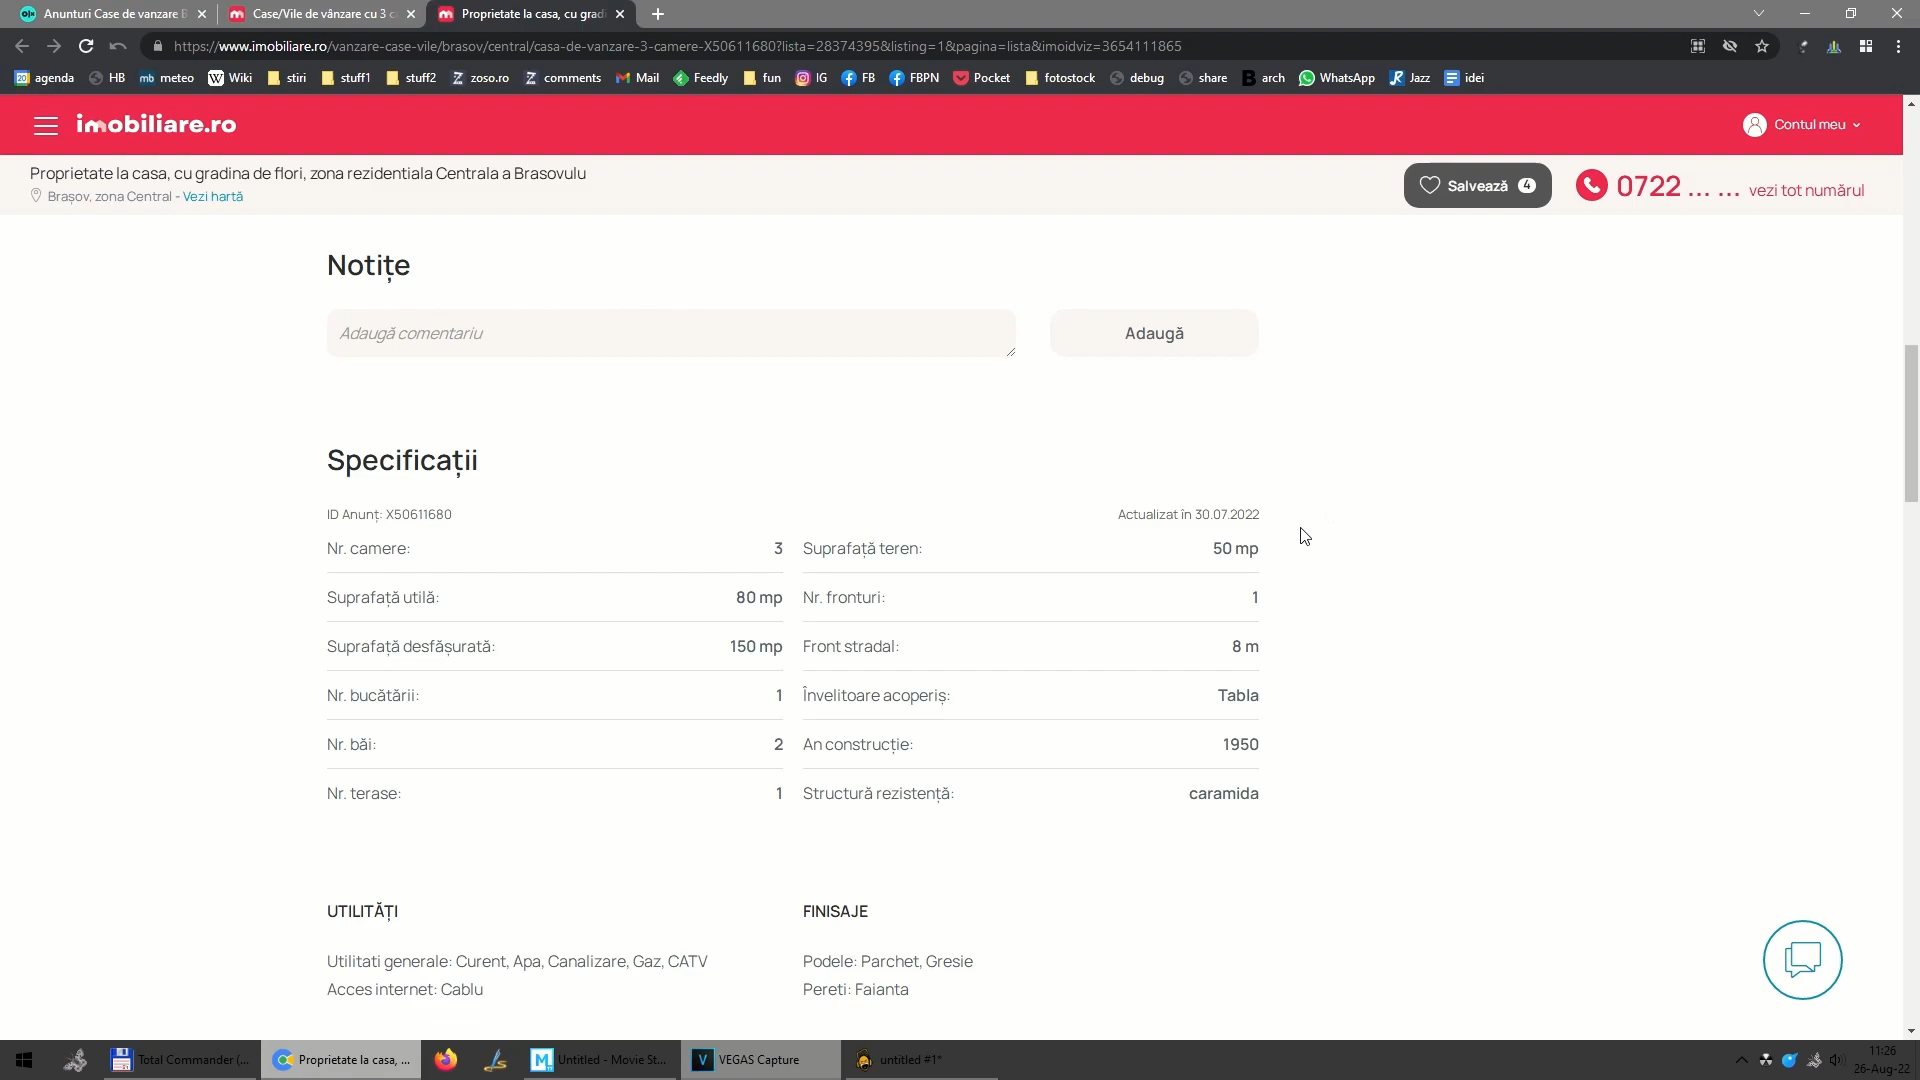 Anunturi Case de vanzare B
Case/Vile de vânzare cu 3 c
Proprietate la casa, cu gradi
https://www.imobiliare.ro/vanzare-case-vile/brasov/central/casa-de-vanzare-3-camere-X50611680?lista=28374395&listing=1&pagina=lista&imoidviz=3654111865
agenda HB mb meteo W Wiki stiri stuff1 stuff2 Z zoso.ro Z comments Mail Feedly fun IG FB FBPN Pocket fotostock debug share B arch WhatsApp Jazz idei
imobiliare.ro
Contul meu
Proprietate la casa, cu gradina de flori, zona rezidentiala Centrala a Brasovului
Brașov, zona Central - Vezi hartă
Salvează 4
0722 ... ... vezi tot numărul
Notițe
Adaugă comentariu
Adaugă
Specificații
ID Anunț: X50611680
Actualizat în 30.07.2022
Nr. camere: 3
Suprafață teren: 50 mp
Suprafață utilă: 80 mp
Nr. fronturi: 1
Suprafață desfășurată: 150 mp
Front stradal: 8 m
Nr. bucătării: 1
Învelitoare acoperiș: Tabla
Nr. băi: 2
An construcție: 1950
Nr. terase: 1
Structură rezistență: caramida
UTILITĂȚI
FINISAJE
Utilitati generale: Curent, Apa, Canalizare, Gaz, CATV
Podele: Parchet, Gresie
Acces internet: Cablu
Pereti: Faianta
Total Commander (...
Proprietate la casa, ...
Untitled - Movie St...
VEGAS Capture
untitled #1*
11:26
26-Aug-22